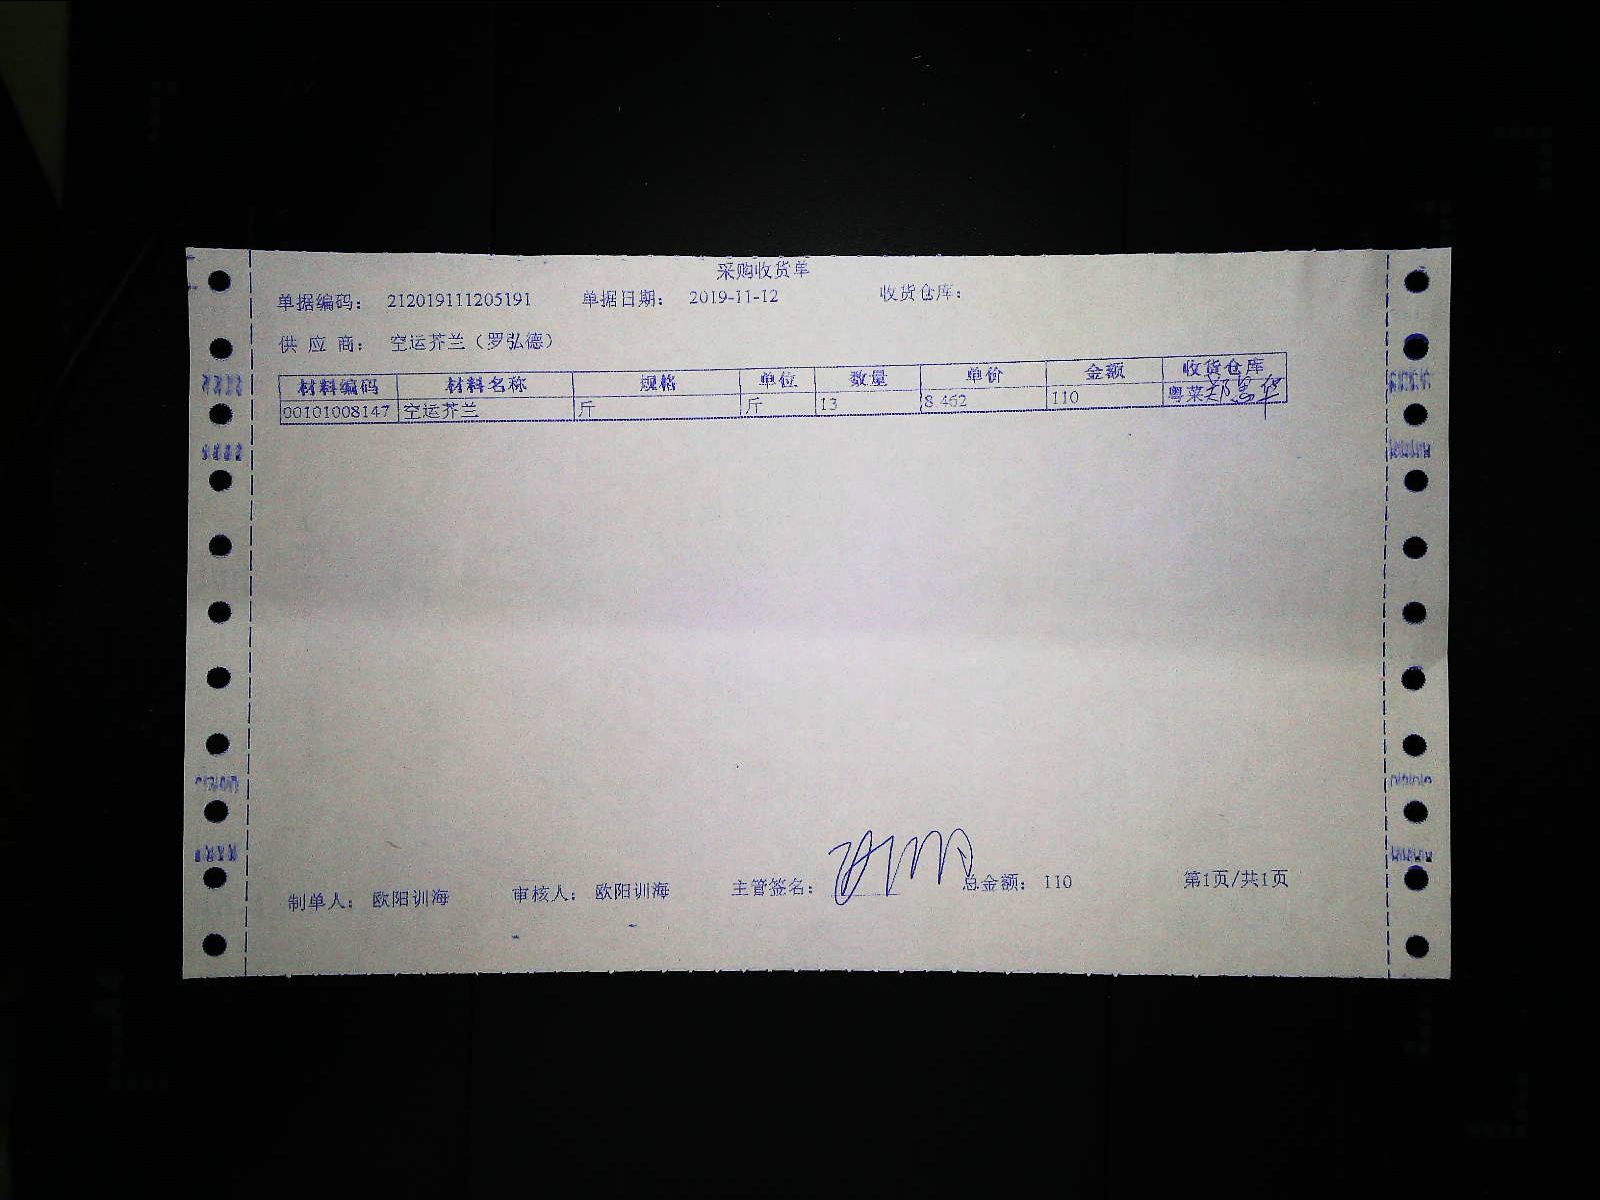 采购收货单
单据编码： 212019111205191 单据日期： 2019-11-12 收货仓库：
供 应 商： 空运芥兰（罗弘德）
材料编码 材料名称 规格 单位 数量 单价 金额 收货仓库
00101008147 空运芥兰 斤 斤 13 8.462 110 粤菜
制单人： 欧阳训海 审核人： 欧阳训海 主管签名： 总金额： 110 第1页/共1页